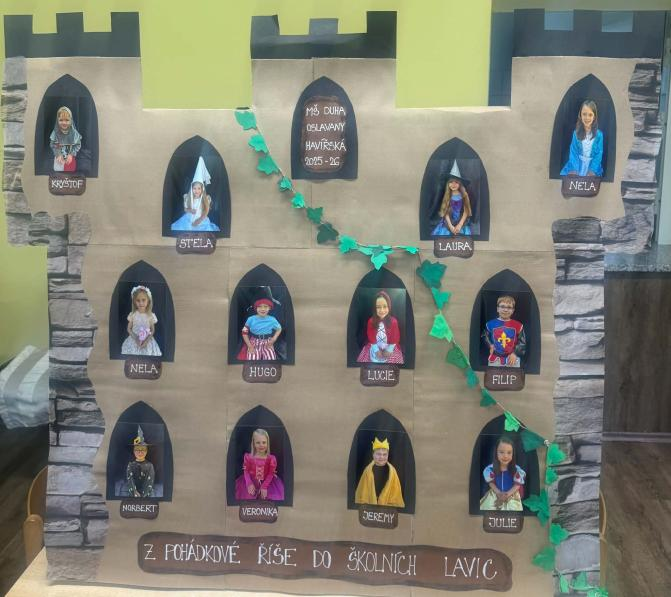 MŠ DUHA
OSLAVANY
HAVÍŘSKÁ
2025-26
KRYŠTOF
NELA
STELA
LAURA
NELA
HUGO
LUCIE
FILIP
NORBERT
VERONIKA
JEREMY
JULIE
Z POHÁDKOVÉ ŘÍŠE DO ŠKOLNÍCH LAVIC